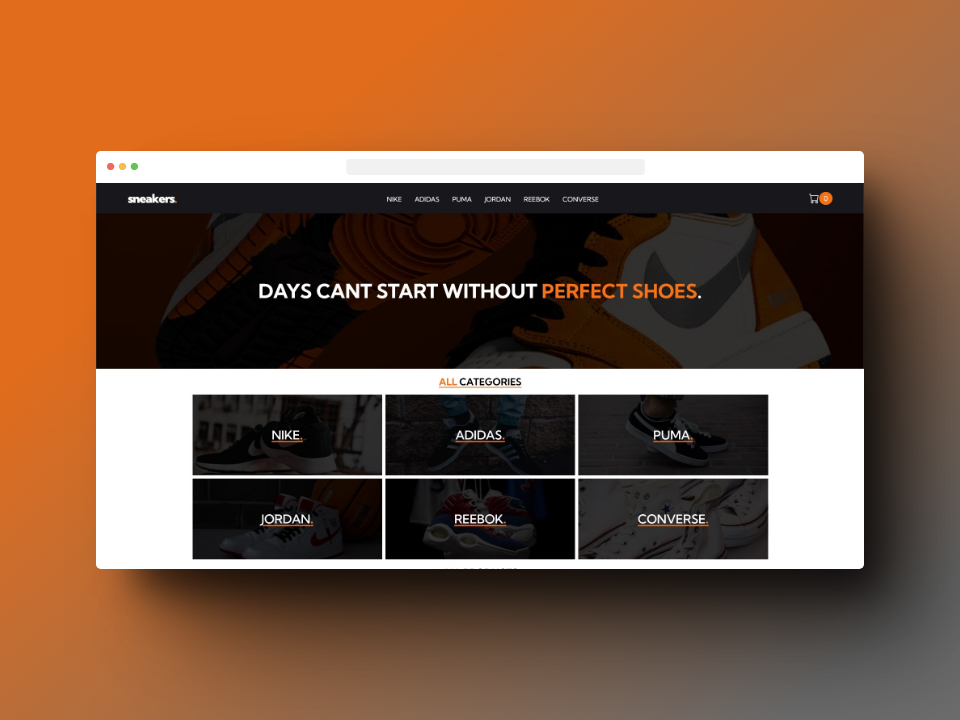 sneakers.
NIKE ADIDAS PUMA JORDAN REEBOK CONVERSE
0
DAYS CANT START WITHOUT PERFECT SHOES.
ALL CATEGORIES
NIKE.
ADIDAS.
PUMA.
JORDAN.
REEBOK.
CONVERSE.